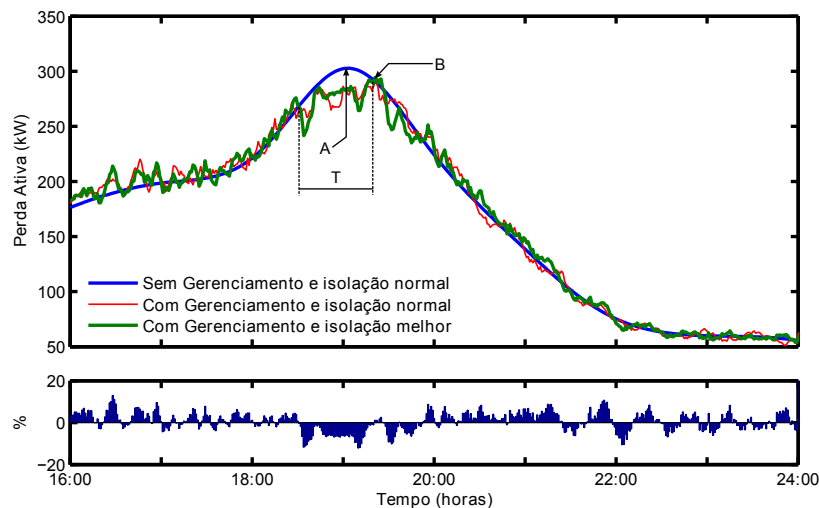 350
300
250
200
150
100
50
Perda Ativa (kW)
A
B
T
Sem Gerenciamento e isolação normal
Com Gerenciamento e isolação normal
Com Gerenciamento e isolação melhor
20
0
−20
%
16:00
18:00
20:00
22:00
24:00
Tempo (horas)